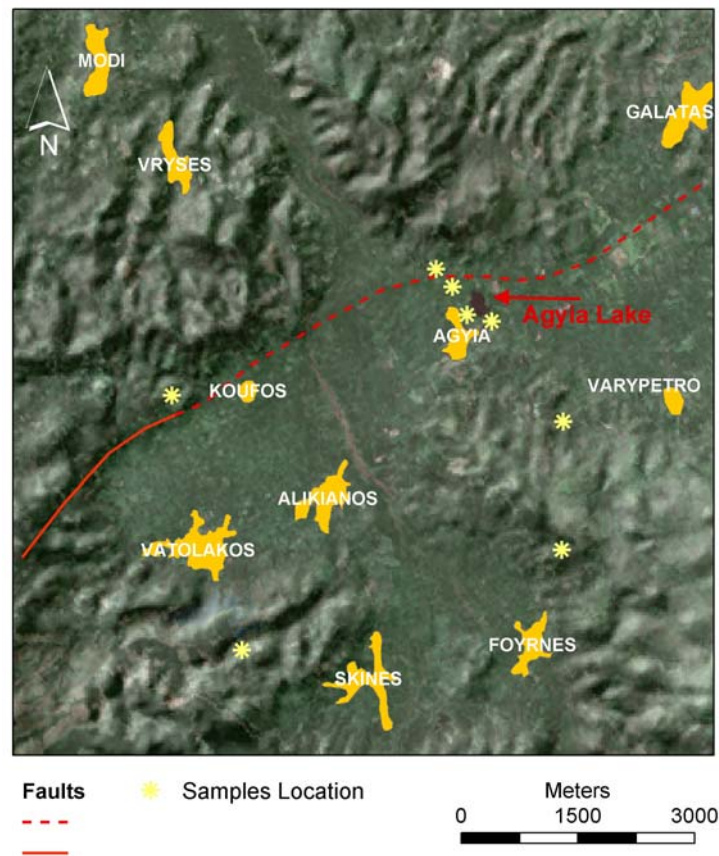 MODI
GALATAS
N
VRYSES
Agyia Lake
AGYIA
KOUFOS
VARYPETRO
ALIKIANOS
VATOLAKOS
FOYRNES
SKINES
Faults
Samples Location
Meters
0 1500 3000